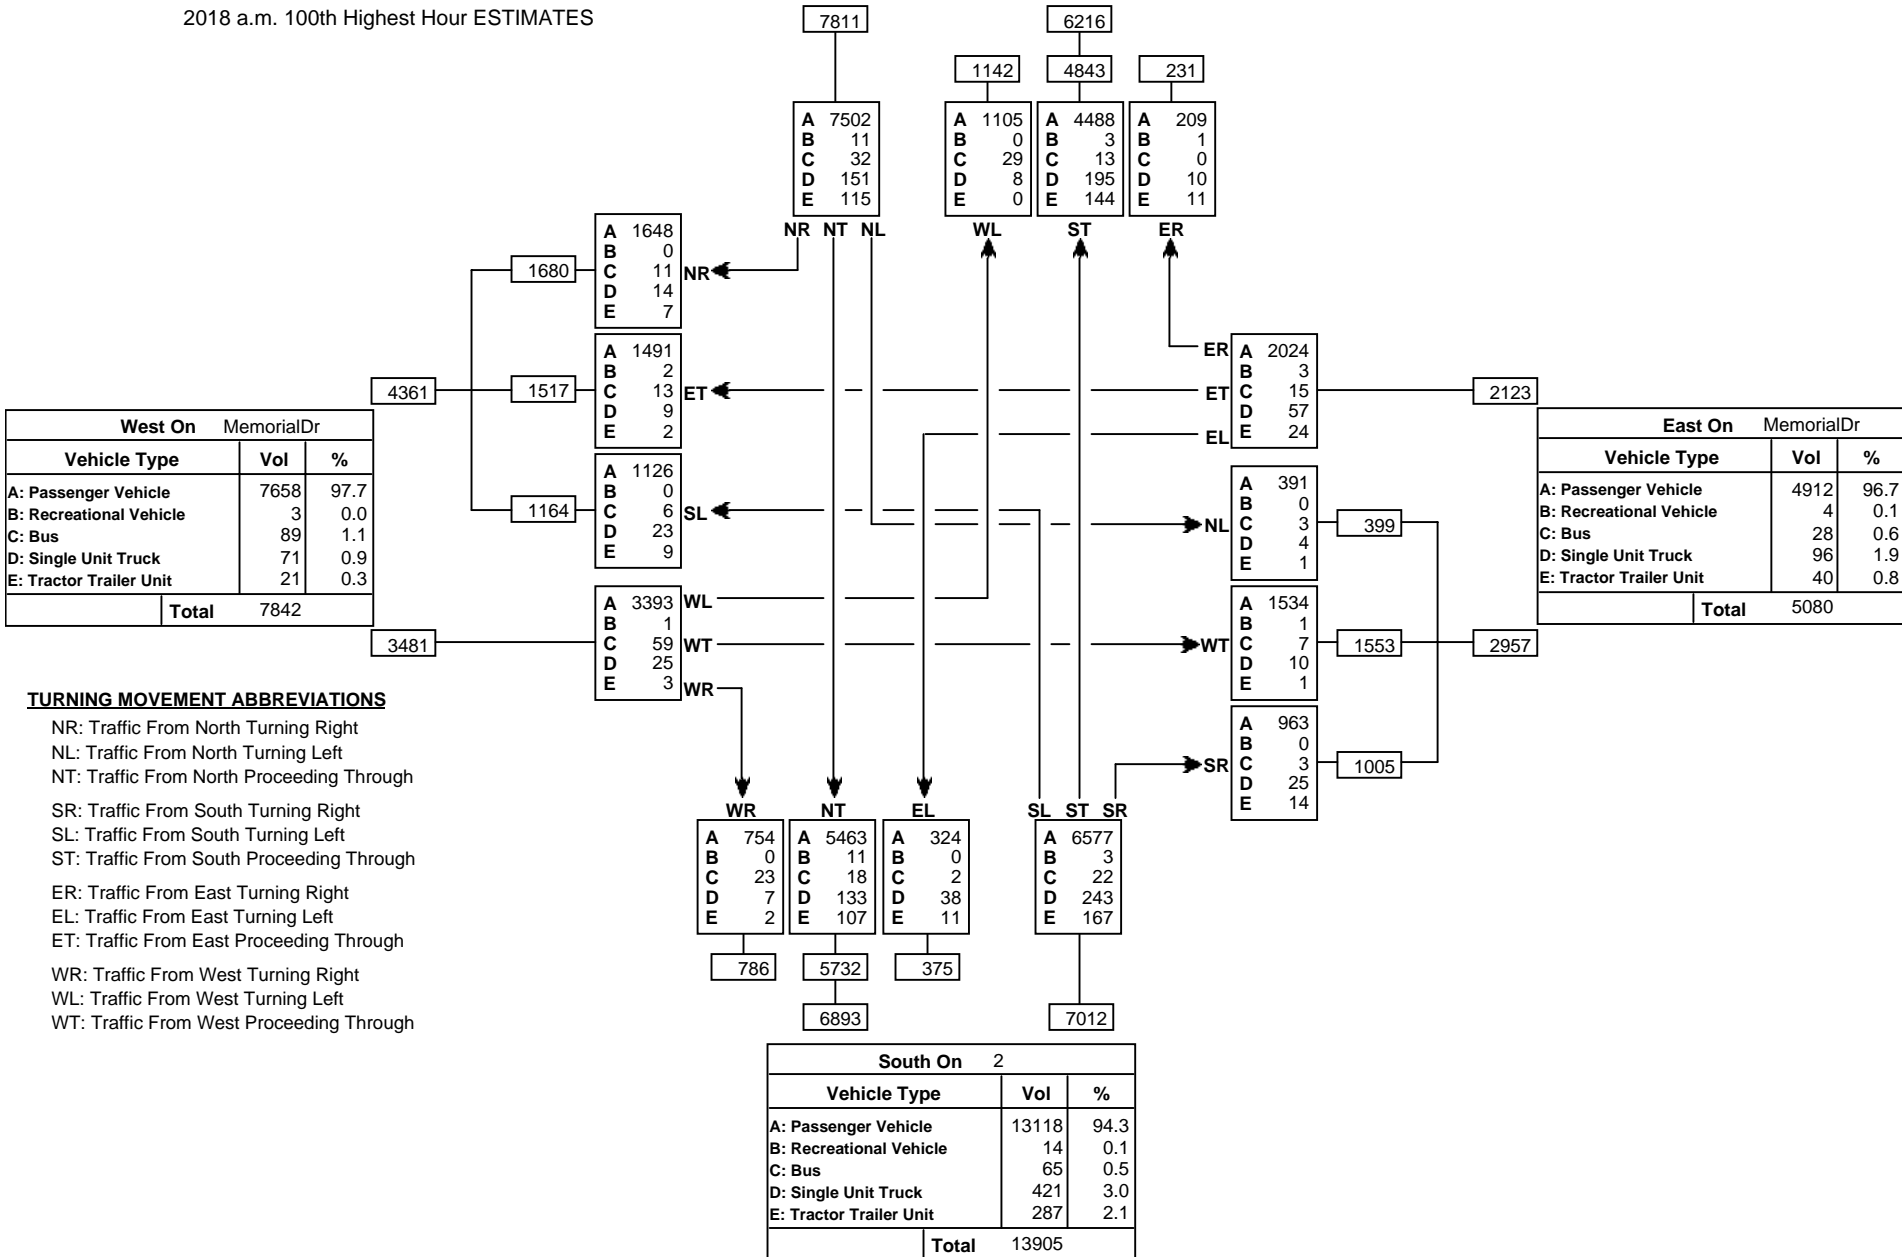 2018 a.m. 100th Highest Hour ESTIMATES
7811
6216
1142
4843
231
A 7502
B 11
C 32
D 151
E 115
A 1105
B 0
C 29
D 8
E 0
A 4488
B 3
C 13
D 195
E 144
A 209
B 1
C 0
D 10
E 11
NR NT NL
WL
ST
ER
1680
A 1648
B 0
C 11
D 14
E 7
NR
4361
1517
A 1491
B 2
C 13
D 9
E 2
ET
1164
A 1126
B 0
C 6
D 23
E 9
SL
3481
A 3393
B 1
C 59
D 25
E 3
WL
WT
WR
ER
ET
EL
A 2024
B 3
C 15
D 57
E 24
2123
NL
A 391
B 0
C 3
D 4
E 1
399
WT
A 1534
B 1
C 7
D 10
E 1
1553
2957
SR
A 963
B 0
C 3
D 25
E 14
1005
West On MemorialDr
Vehicle Type Vol %
A: Passenger Vehicle 7658 97.7
B: Recreational Vehicle 3 0.0
C: Bus 89 1.1
D: Single Unit Truck 71 0.9
E: Tractor Trailer Unit 21 0.3
Total 7842
East On MemorialDr
Vehicle Type Vol %
A: Passenger Vehicle 4912 96.7
B: Recreational Vehicle 4 0.1
C: Bus 28 0.6
D: Single Unit Truck 96 1.9
E: Tractor Trailer Unit 40 0.8
Total 5080
TURNING MOVEMENT ABBREVIATIONS
NR: Traffic From North Turning Right
NL: Traffic From North Turning Left
NT: Traffic From North Proceeding Through
SR: Traffic From South Turning Right
SL: Traffic From South Turning Left
ST: Traffic From South Proceeding Through
ER: Traffic From East Turning Right
EL: Traffic From East Turning Left
ET: Traffic From East Proceeding Through
WR: Traffic From West Turning Right
WL: Traffic From West Turning Left
WT: Traffic From West Proceeding Through
WR
NT
EL
SL ST SR
A 754
B 0
C 23
D 7
E 2
A 5463
B 11
C 18
D 133
E 107
A 324
B 0
C 2
D 38
E 11
A 6577
B 3
C 22
D 243
E 167
786
5732
375
6893
7012
South On 2
Vehicle Type Vol %
A: Passenger Vehicle 13118 94.3
B: Recreational Vehicle 14 0.1
C: Bus 65 0.5
D: Single Unit Truck 421 3.0
E: Tractor Trailer Unit 287 2.1
Total 13905